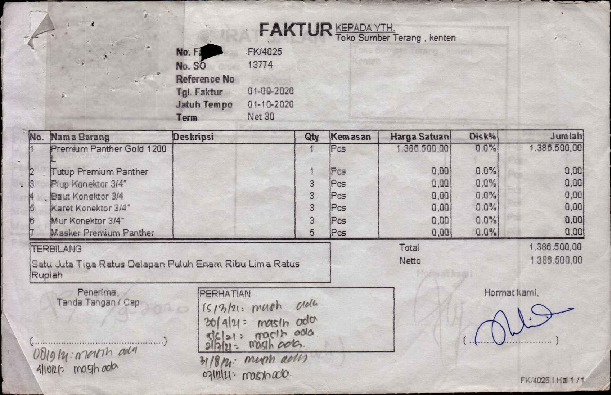 FAKTUR
KEPADA YTH.
Toko Sumber Terang , kenten
No. FK/4025
No. SO 13774
Reference No
Tgl. Faktur 01-09-2020
Jatuh Tempo 01-10-2020
Term Net 30
No. Nama Barang Deskripsi Qty Kemasan Harga Satuan Disk% Jumlah
1 Premium Panther Gold 1200 L 1 Pcs 1.386.500,00 0.0% 1.386.500,00
2 Tutup Premium Panther 1 Pcs 0,00 0.0% 0,00
3 Plup Konektor 3/4" 3 Pcs 0,00 0.0% 0,00
4 Baut Konektor 3/4 3 Pcs 0,00 0.0% 0,00
5 Karet Konektor 3/4" 3 Pcs 0,00 0.0% 0,00
6 Mur Konektor 3/4" 3 Pcs 0,00 0.0% 0,00
7 Masker Premium Panther 5 Pcs 0,00 0.0% 0,00
TERBILANG
Satu Juta Tiga Ratus Delapan Puluh Enam Ribu Lima Ratus
Rupiah
Total 1.386.500,00
Netto 1.386.500,00
Penerima,
Tanda Tangan / Cap
PERHATIAN
masih ada
30/4/21: masih ada
masih ada
masih ada
31/8/21: masih ada
masih ada
masih ada
masih ada
Hormat kami,
FK/4025 / Hal 1 / 1